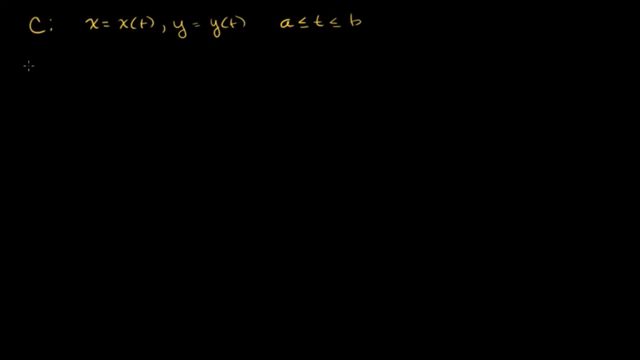 C: x = x(t), y = y(t) a ≤ t ≤ b